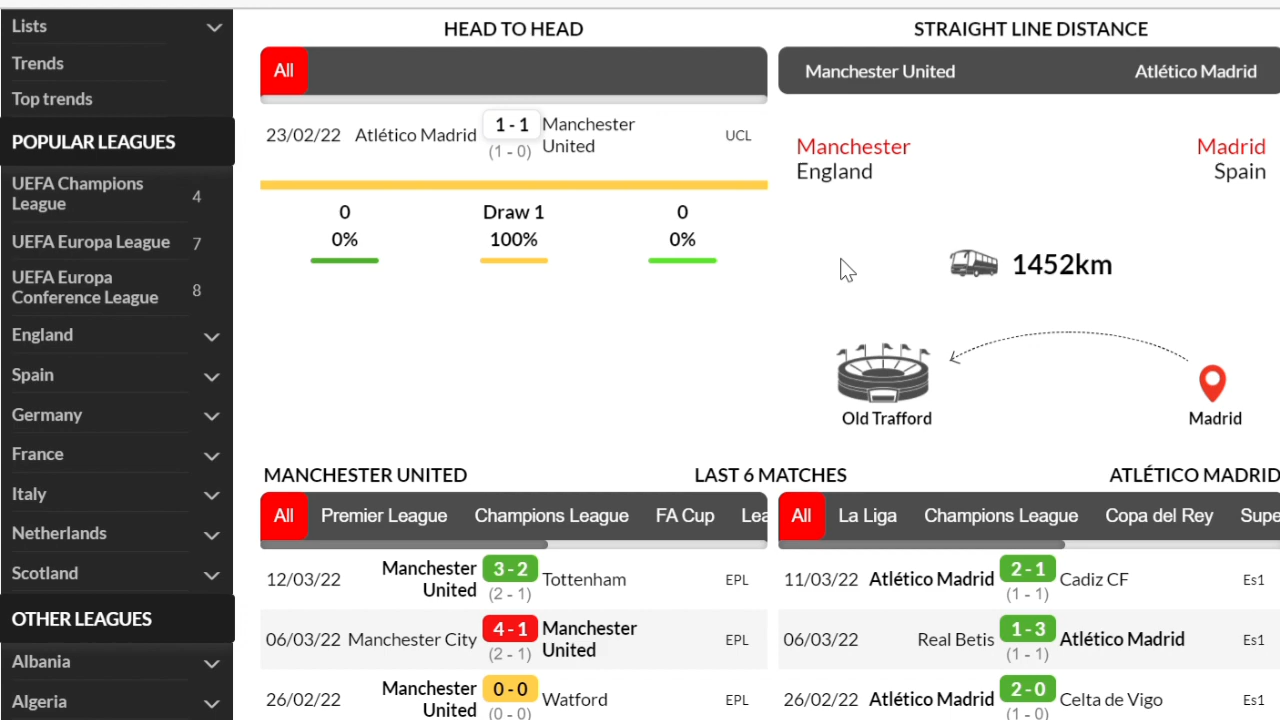 Lists
Trends
Top trends
POPULAR LEAGUES
UEFA Champions
League
4
UEFA Europa League 7
UEFA Europa
Conference League
8
England
Spain
Germany
France
Italy
Netherlands
Scotland
OTHER LEAGUES
Albania
Algeria
HEAD TO HEAD
All
23/02/22 Atlético Madrid 1 - 1 Manchester
United
UCL
(1 - 0)
0 Draw 1 0
0% 100% 0%
STRAIGHT LINE DISTANCE
Manchester United Atlético Madrid
Manchester Madrid
England Spain
1452km
Old Trafford Madrid
MANCHESTER UNITED LAST 6 MATCHES ATLÉTICO MADRID
All Premier League Champions League FA Cup Lea
12/03/22 Manchester
United
3 - 2 Tottenham EPL
(2 - 1)
06/03/22 Manchester City 4 - 1 Manchester
United
EPL
(2 - 1)
26/02/22 Manchester
United
0 - 0 Watford EPL
(0 - 0)
All La Liga Champions League Copa del Rey Supe
11/03/22 Atlético Madrid 2 - 1 Cadiz CF Es1
(1 - 1)
06/03/22 Real Betis 1 - 3 Atlético Madrid Es1
(1 - 1)
26/02/22 Atlético Madrid 2 - 0 Celta de Vigo Es1
(1 - 0)